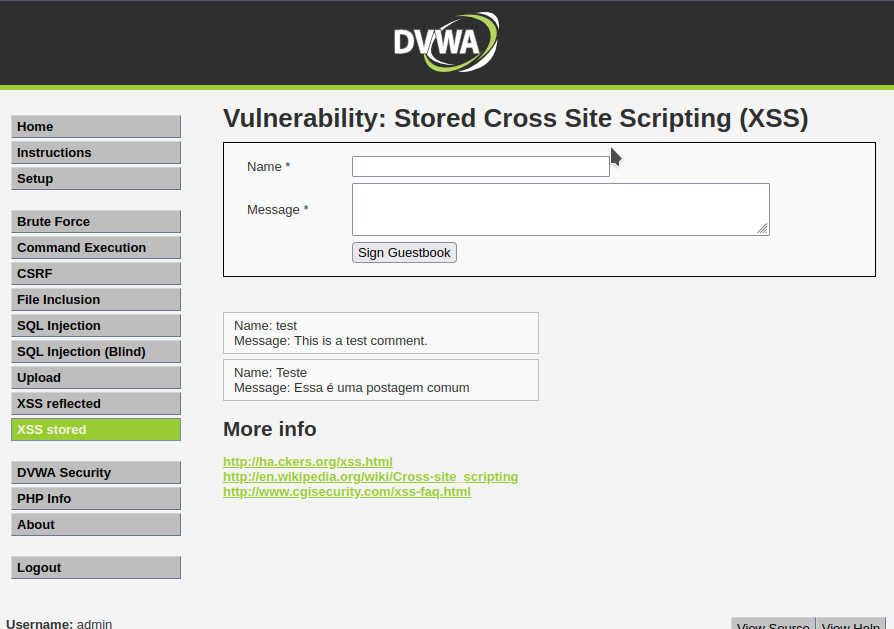 DVWA
Home
Instructions
Setup
Brute Force
Command Execution
CSRF
File Inclusion
SQL Injection
SQL Injection (Blind)
Upload
XSS reflected
XSS stored
DVWA Security
PHP Info
About
Logout
Vulnerability: Stored Cross Site Scripting (XSS)
Name *
Message *
Sign Guestbook
Name: test
Message: This is a test comment.
Name: Teste
Message: Essa é uma postagem comum
More info
http://ha.ckers.org/xss.html
http://en.wikipedia.org/wiki/Cross-site_scripting
http://www.cgisecurity.com/xss-faq.html
Username: admin
View Source View Help